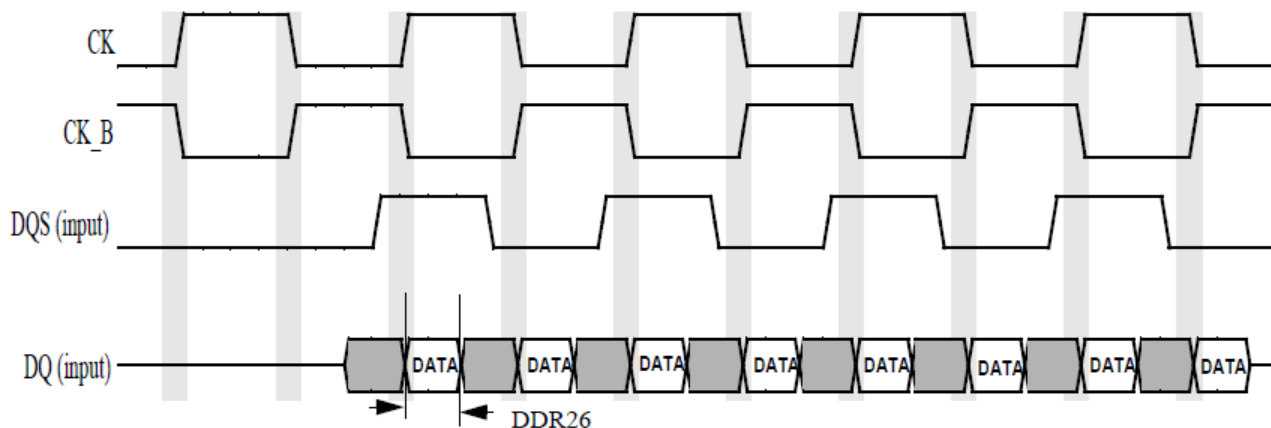 CK
CK_B
DQS (input)
DQ (input) DATA DATA DATA DATA DATA DATA DATA DATA
DDR26